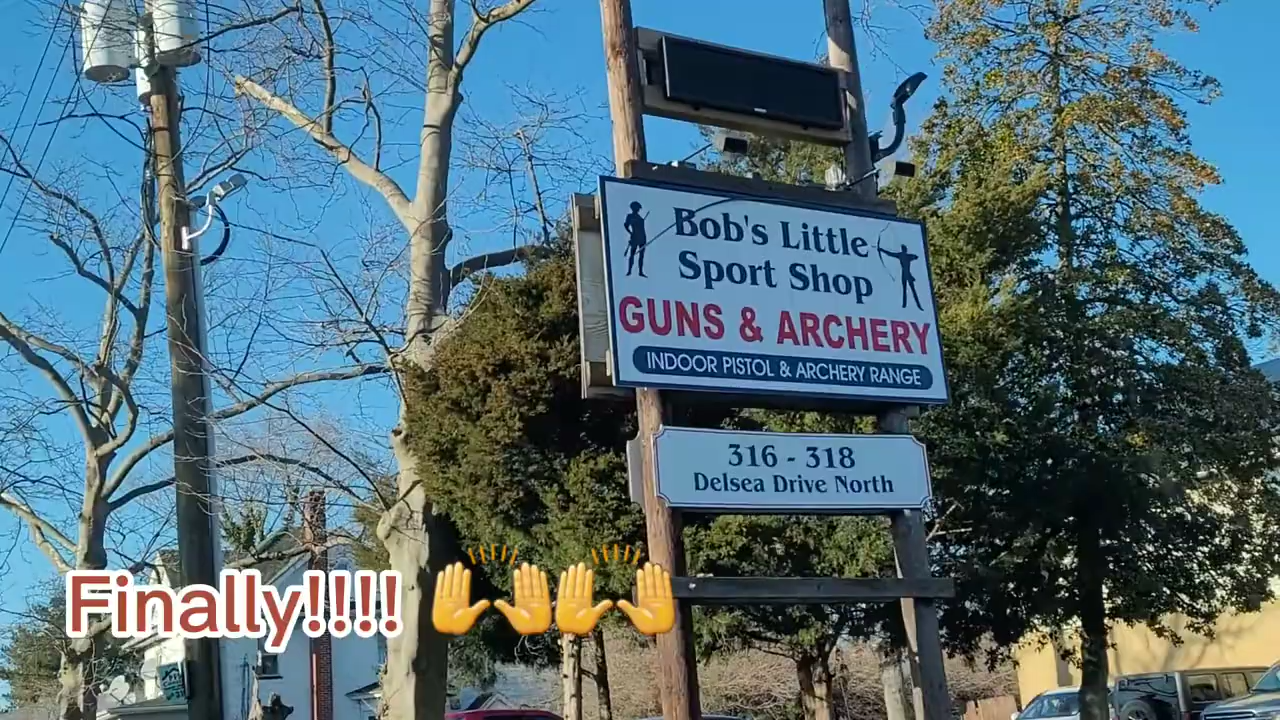 Bob's Little
Sport Shop
GUNS & ARCHERY
INDOOR PISTOL & ARCHERY RANGE
316 - 318
Delsea Drive North
Finally!!!! 🙌🙌